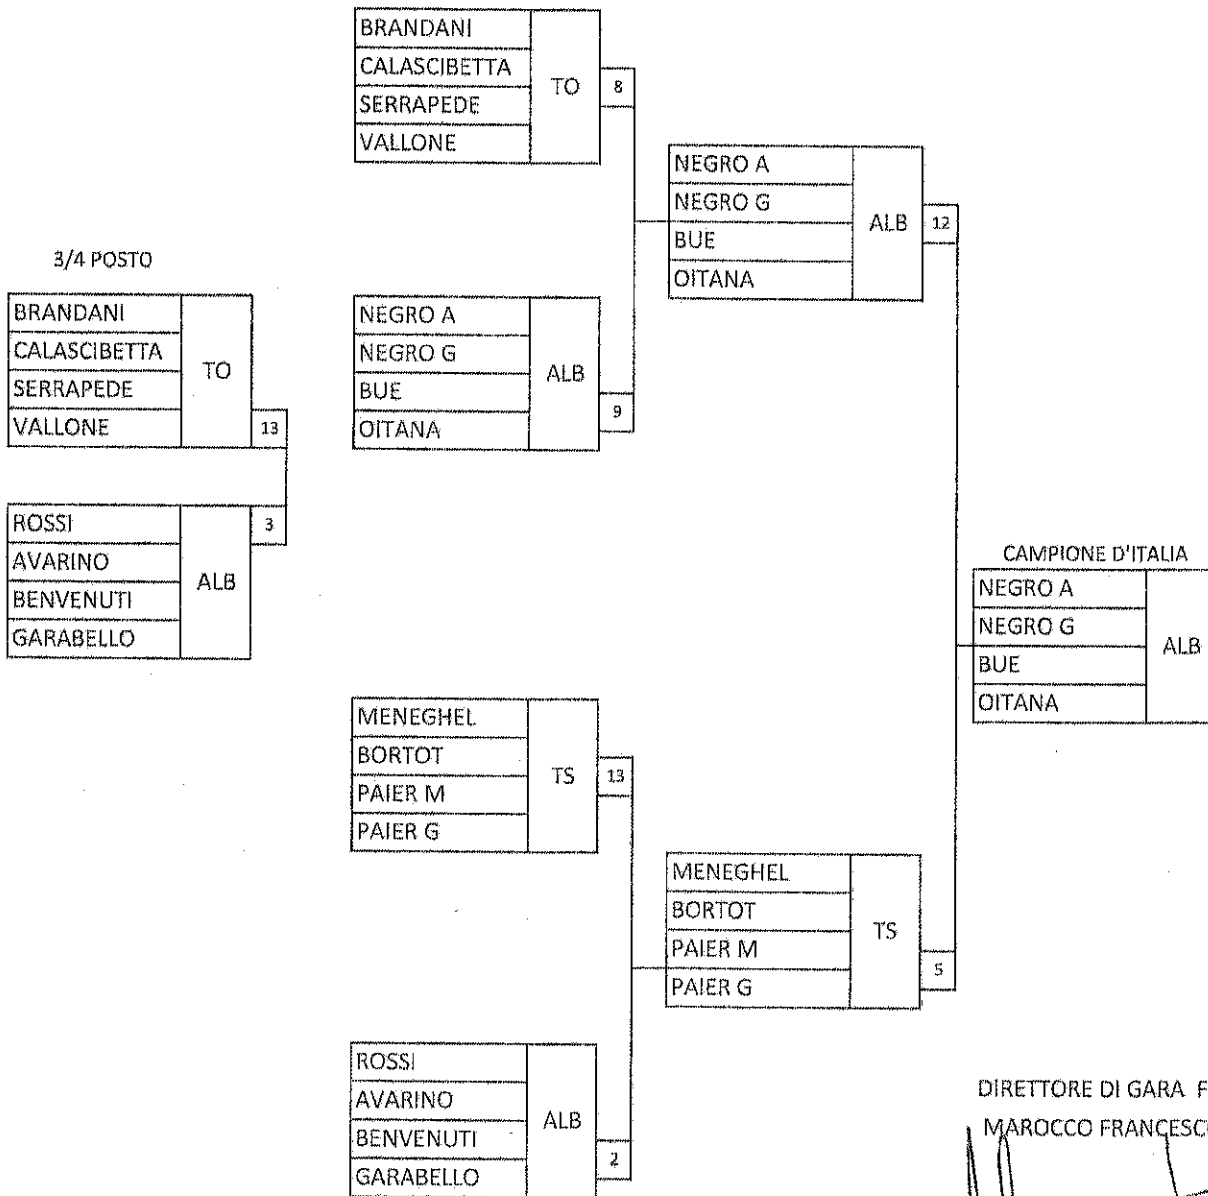 BRANDANI
CALASCIBETTA
SERRAPEDE
VALLONE
TO
8
NEGRO A
NEGRO G
BUE
OITANA
ALB
9
NEGRO A
NEGRO G
BUE
OITANA
ALB
12
3/4 POSTO
BRANDANI
CALASCIBETTA
SERRAPEDE
VALLONE
TO
13
ROSSI
AVARINO
BENVENUTI
GARABELLO
ALB
3
CAMPIONE D'ITALIA
NEGRO A
NEGRO G
BUE
OITANA
ALB
MENEGHEL
BORTOT
PAIER M
PAIER G
TS
13
MENEGHEL
BORTOT
PAIER M
PAIER G
TS
5
ROSSI
AVARINO
BENVENUTI
GARABELLO
ALB
2
DIRETTORE DI GARA F
MAROCCO